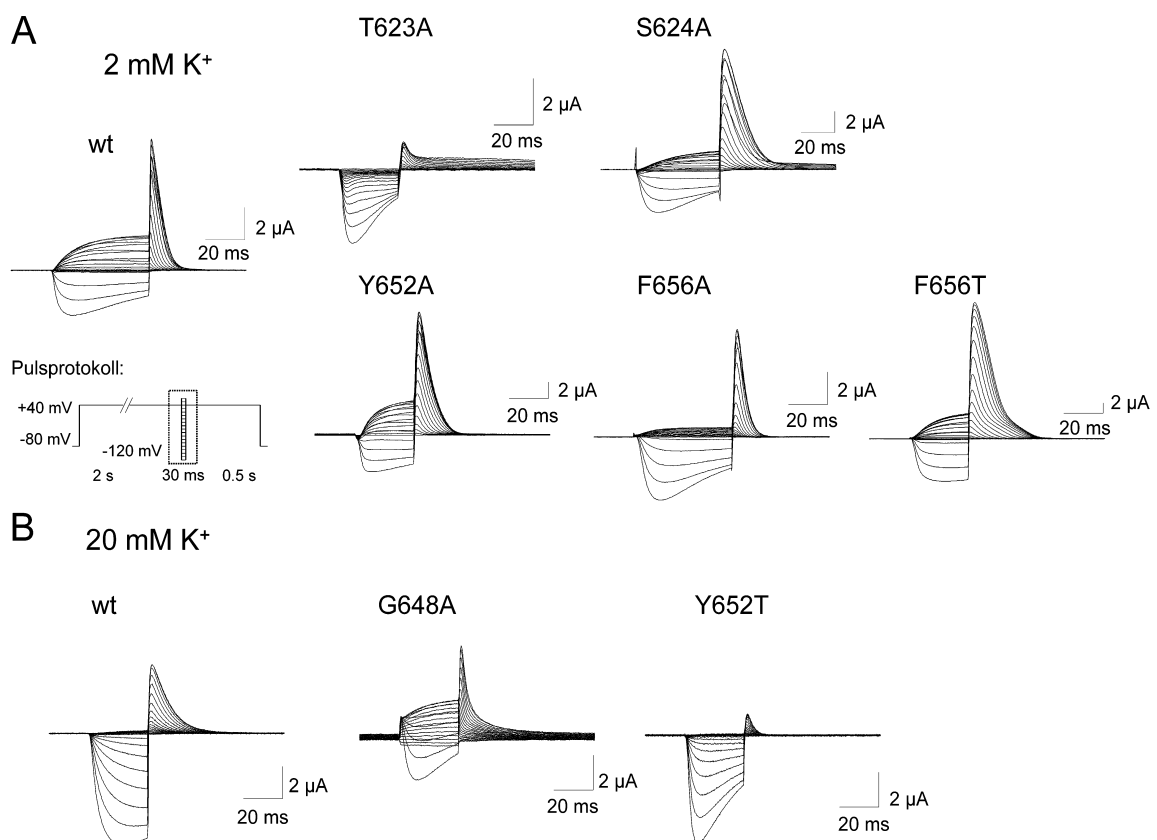 A
2 mM K⁺
T623A
S624A
wt
2 µA
20 ms
2 µA
20 ms
2 µA
20 ms
Y652A
F656A
F656T
Pulsprotokoll:
+40 mV
-80 mV
-120 mV
2 s
30 ms
0.5 s
2 µA
20 ms
2 µA
20 ms
2 µA
20 ms
B
20 mM K⁺
wt
G648A
Y652T
2 µA
20 ms
2 µA
20 ms
2 µA
20 ms